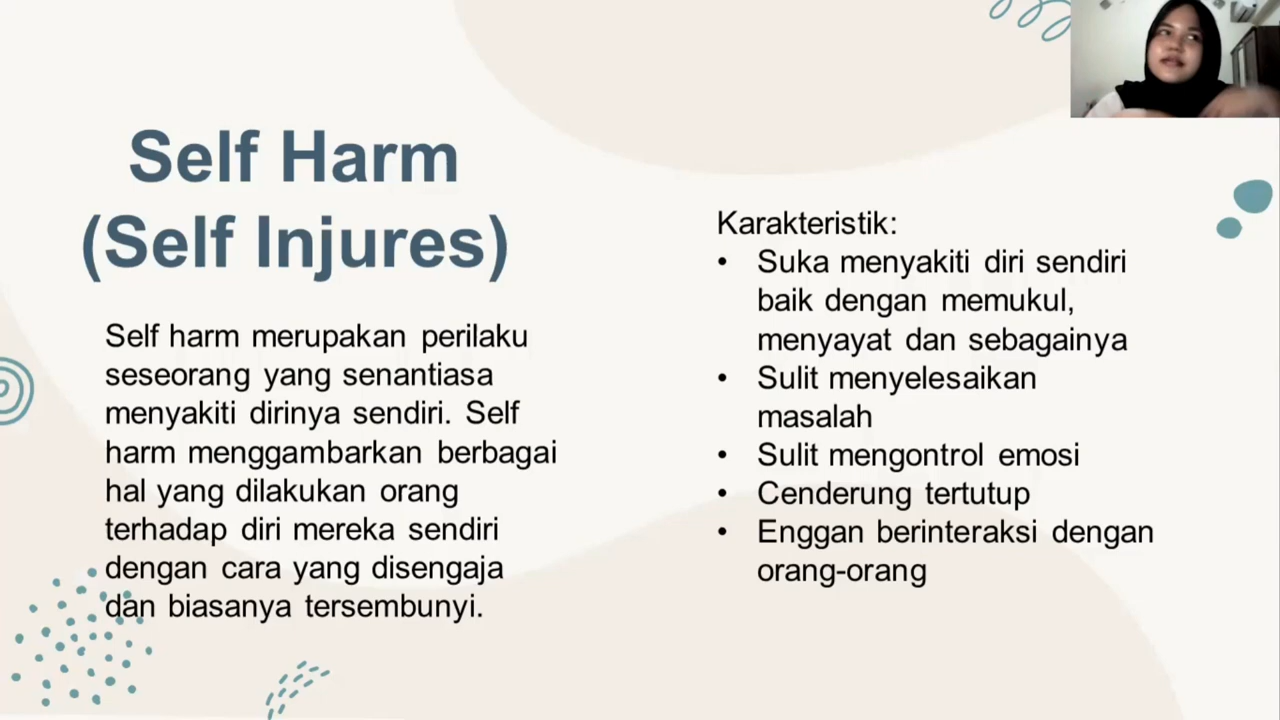 Self Harm
(Self Injures)
Self harm merupakan perilaku
seseorang yang senantiasa
menyakiti dirinya sendiri. Self
harm menggambarkan berbagai
hal yang dilakukan orang
terhadap diri mereka sendiri
dengan cara yang disengaja
dan biasanya tersembunyi.
Karakteristik:
• Suka menyakiti diri sendiri
baik dengan memukul,
menyayat dan sebagainya
• Sulit menyelesaikan
masalah
• Sulit mengontrol emosi
• Cenderung tertutup
• Enggan berinteraksi dengan
orang-orang